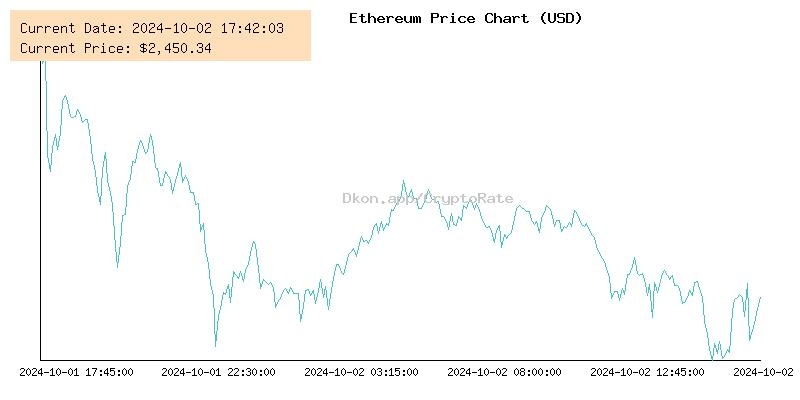 Ethereum Price Chart (USD)
Current Date: 2024-10-02 17:42:03
Current Price: $2,450.34
Dkon.app/CryptoRate
2024-10-01 17:45:00 2024-10-01 22:30:00 2024-10-02 03:15:00 2024-10-02 08:00:00 2024-10-02 12:45:00 2024-10-02